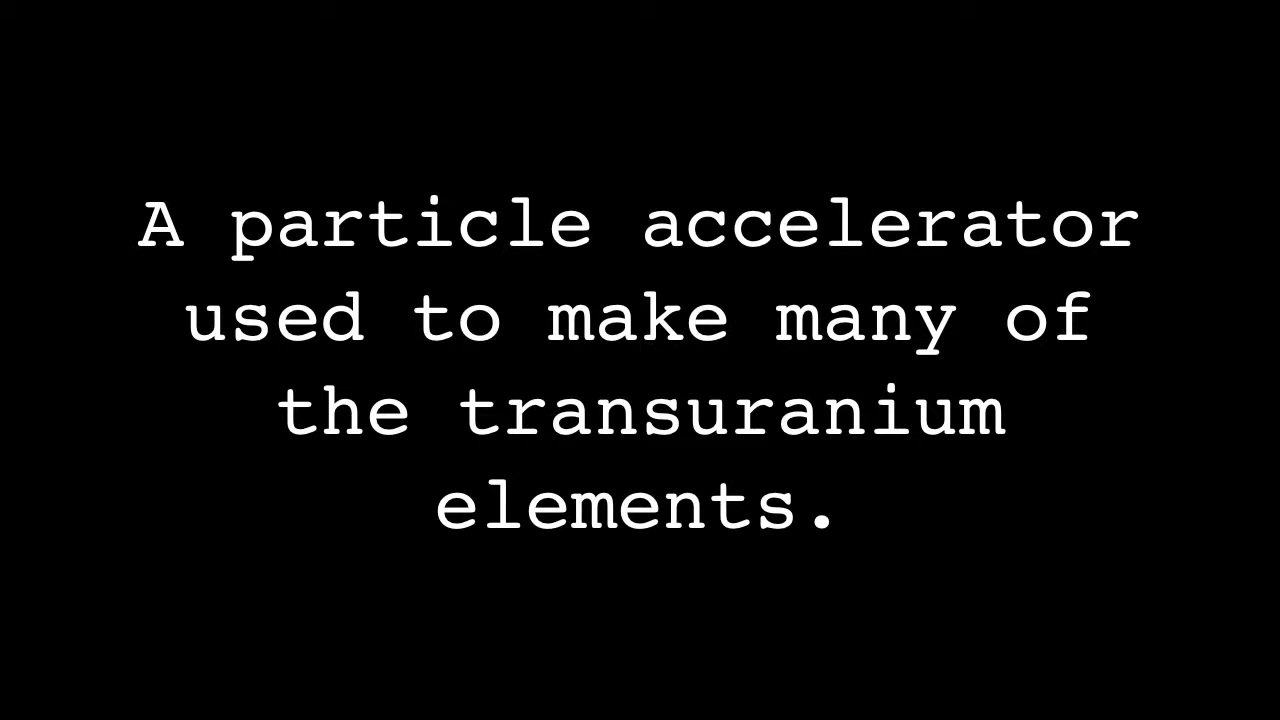 A particle accelerator
used to make many of
the transuranium
elements.